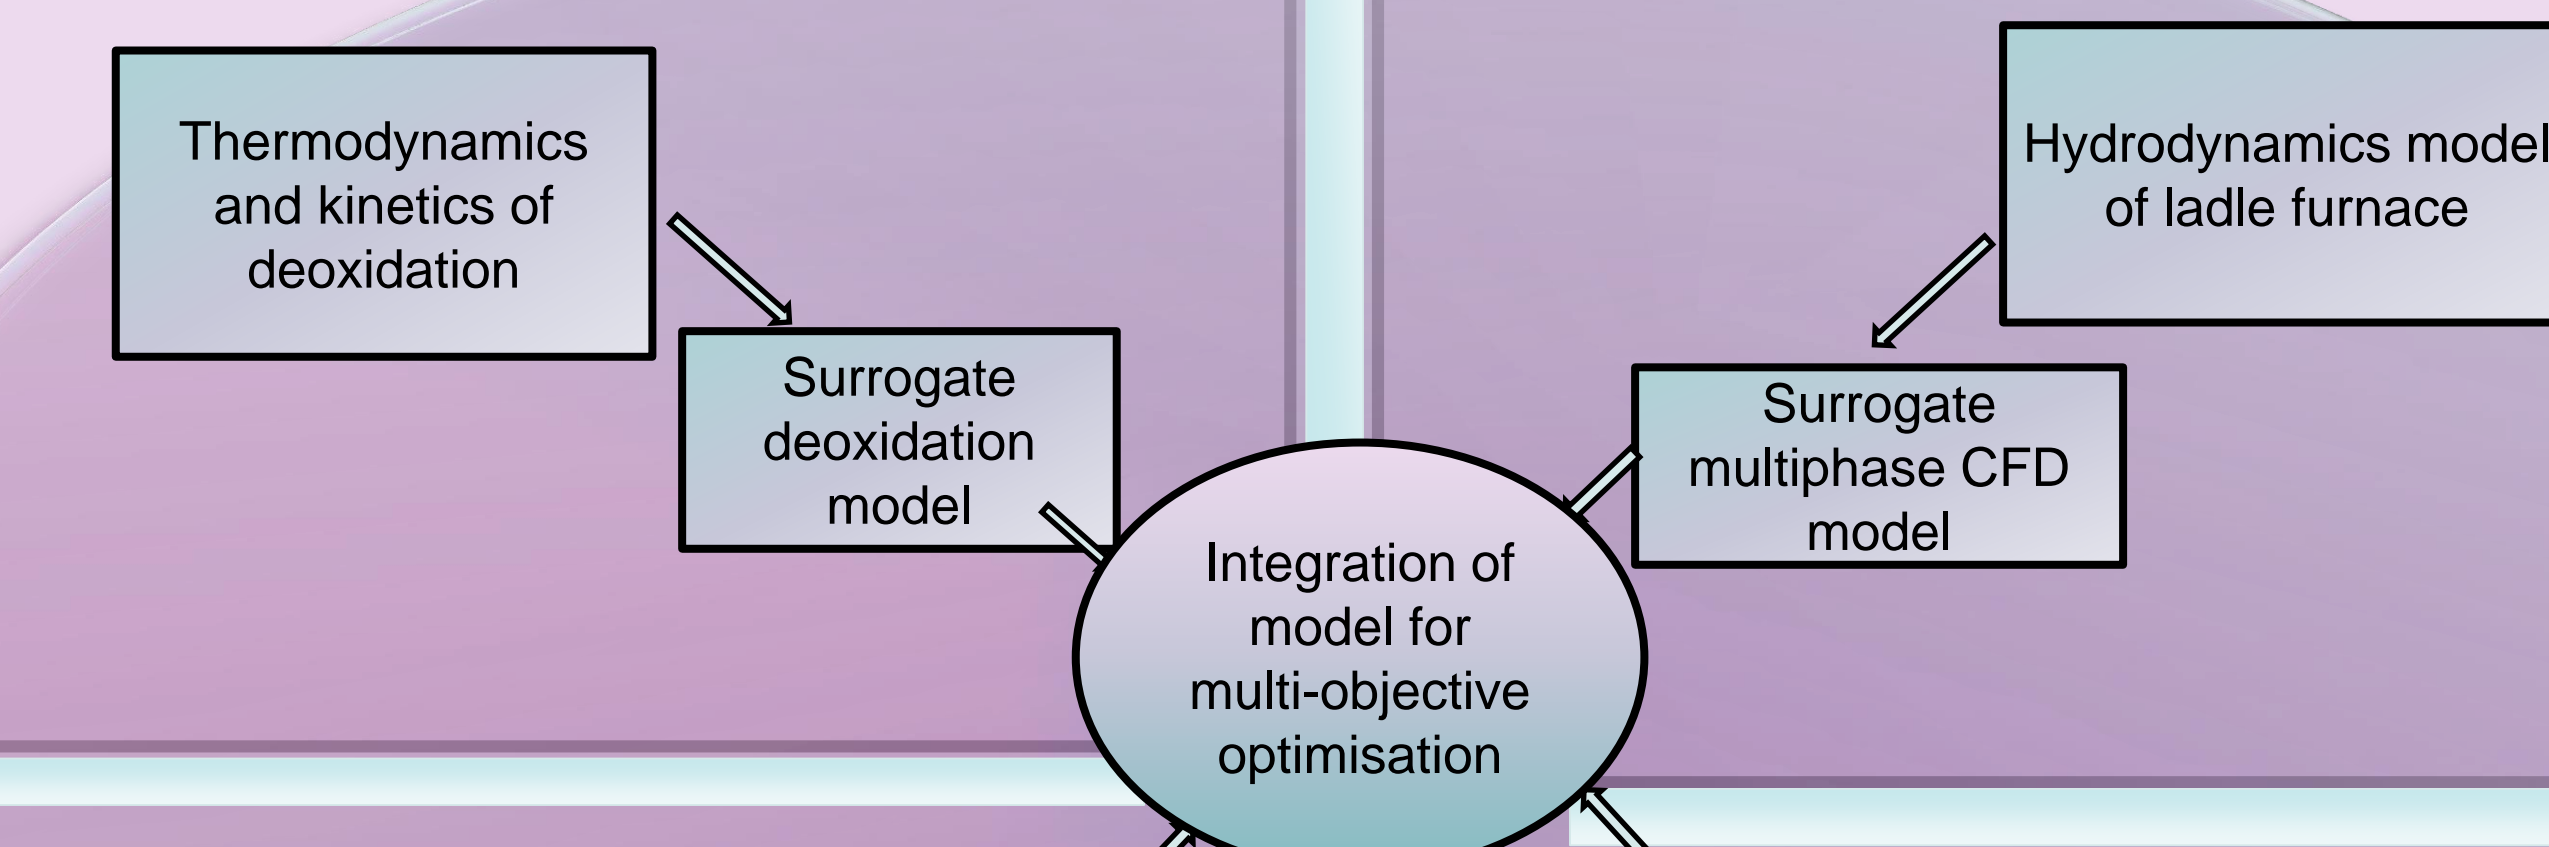 Thermodynamics
and kinetics of
deoxidation
Surrogate
deoxidation
model
Hydrodynamics model
of ladle furnace
Surrogate
multiphase CFD
model
Integration of
model for
multi-objective
optimisation